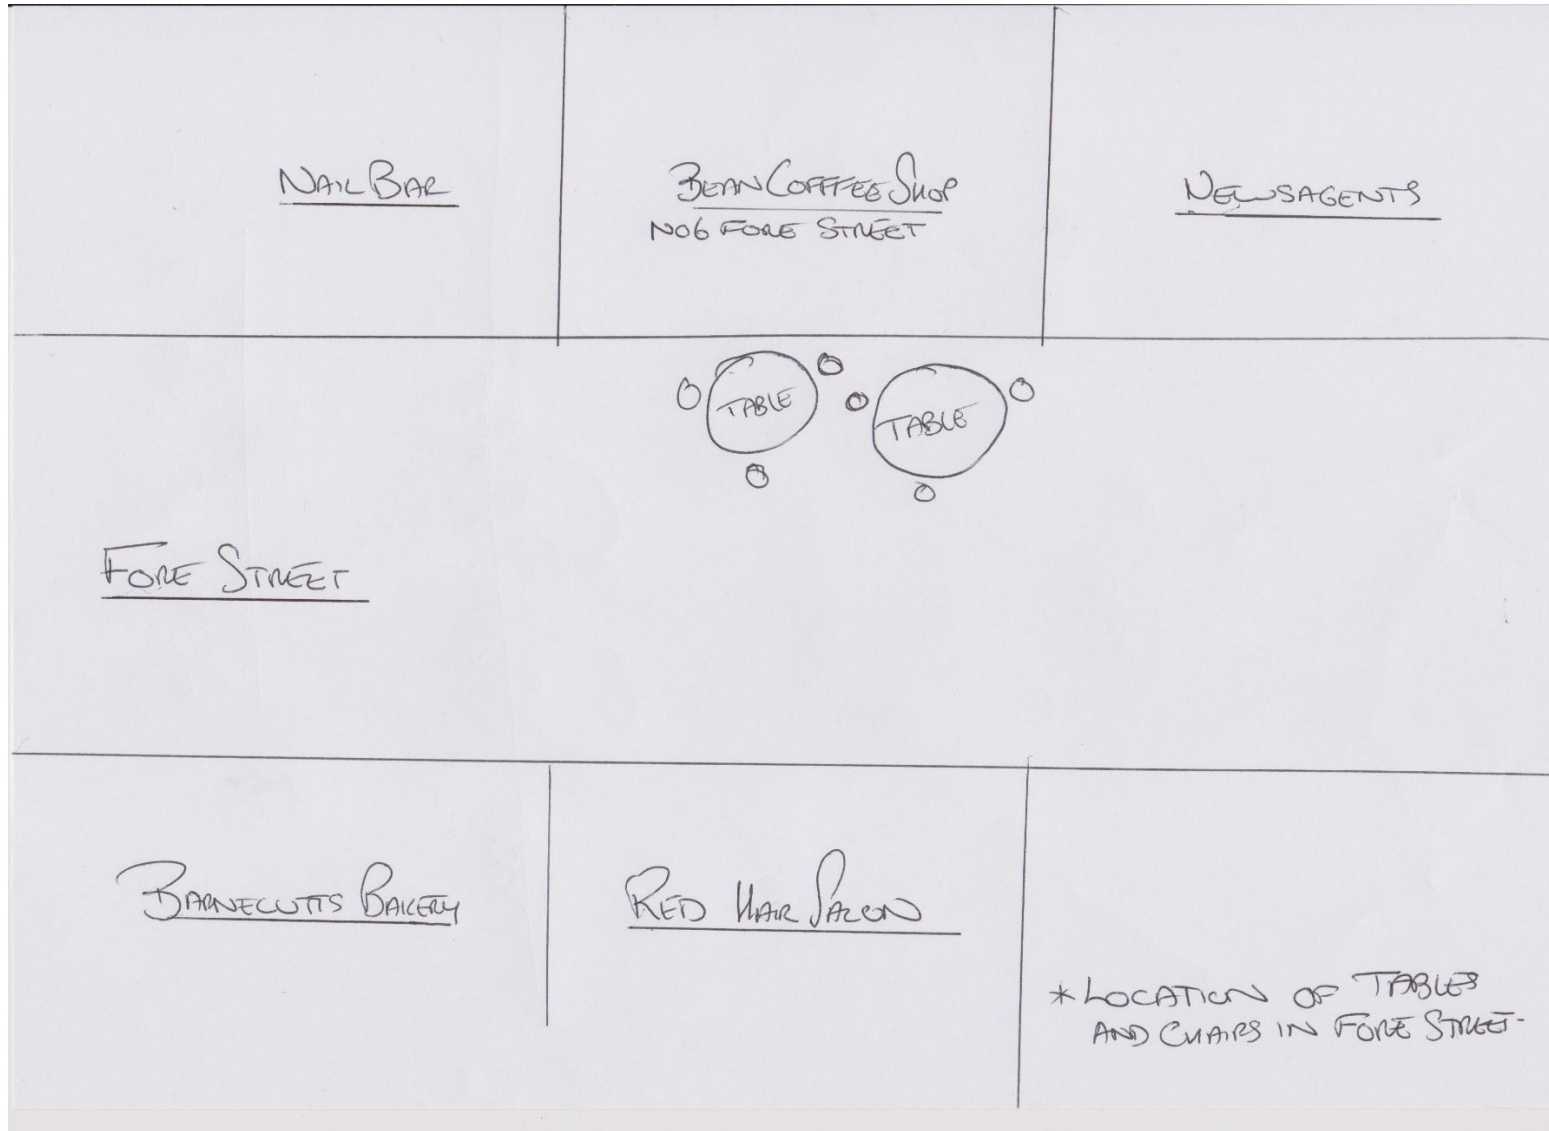 NAIL BAR
BEAN COFFFEE SHOP
NO6 FORE STREET
NEWSAGENTS
TABLE
TABLE
FORE STREET
BARNECUTTS BAKERY
RED HAIR SALON
* LOCATION OF TABLES
AND CHAIRS IN FORE STREET.